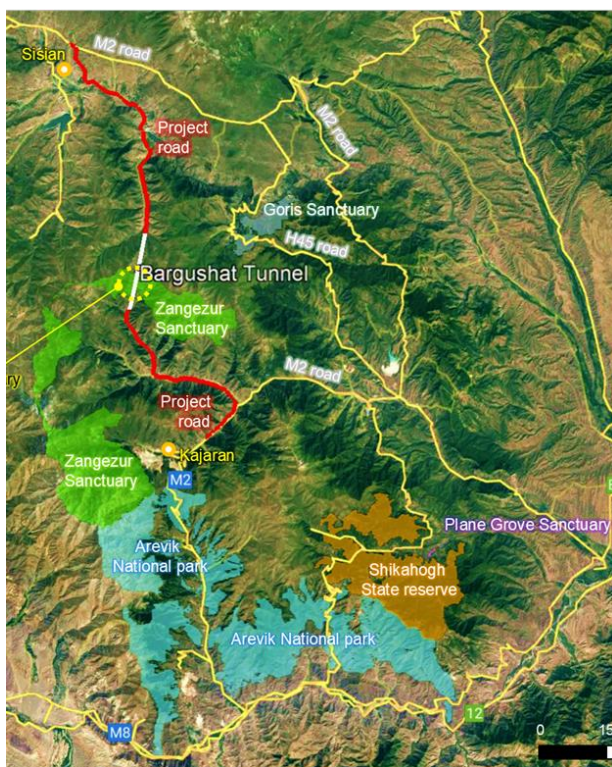 M2 road
Sisian
Project
road
M2 road
Goris Sanctuary
H45 road
Bargushat Tunnel
Zangezur
Sanctuary
ry
M2 road
Project
road
Kajaran
Zangezur
Sanctuary
M2
Plane Grove Sanctuary
Arevik
National park
Shikahogh
State reserve
Arevik National park
12
M8
0
15